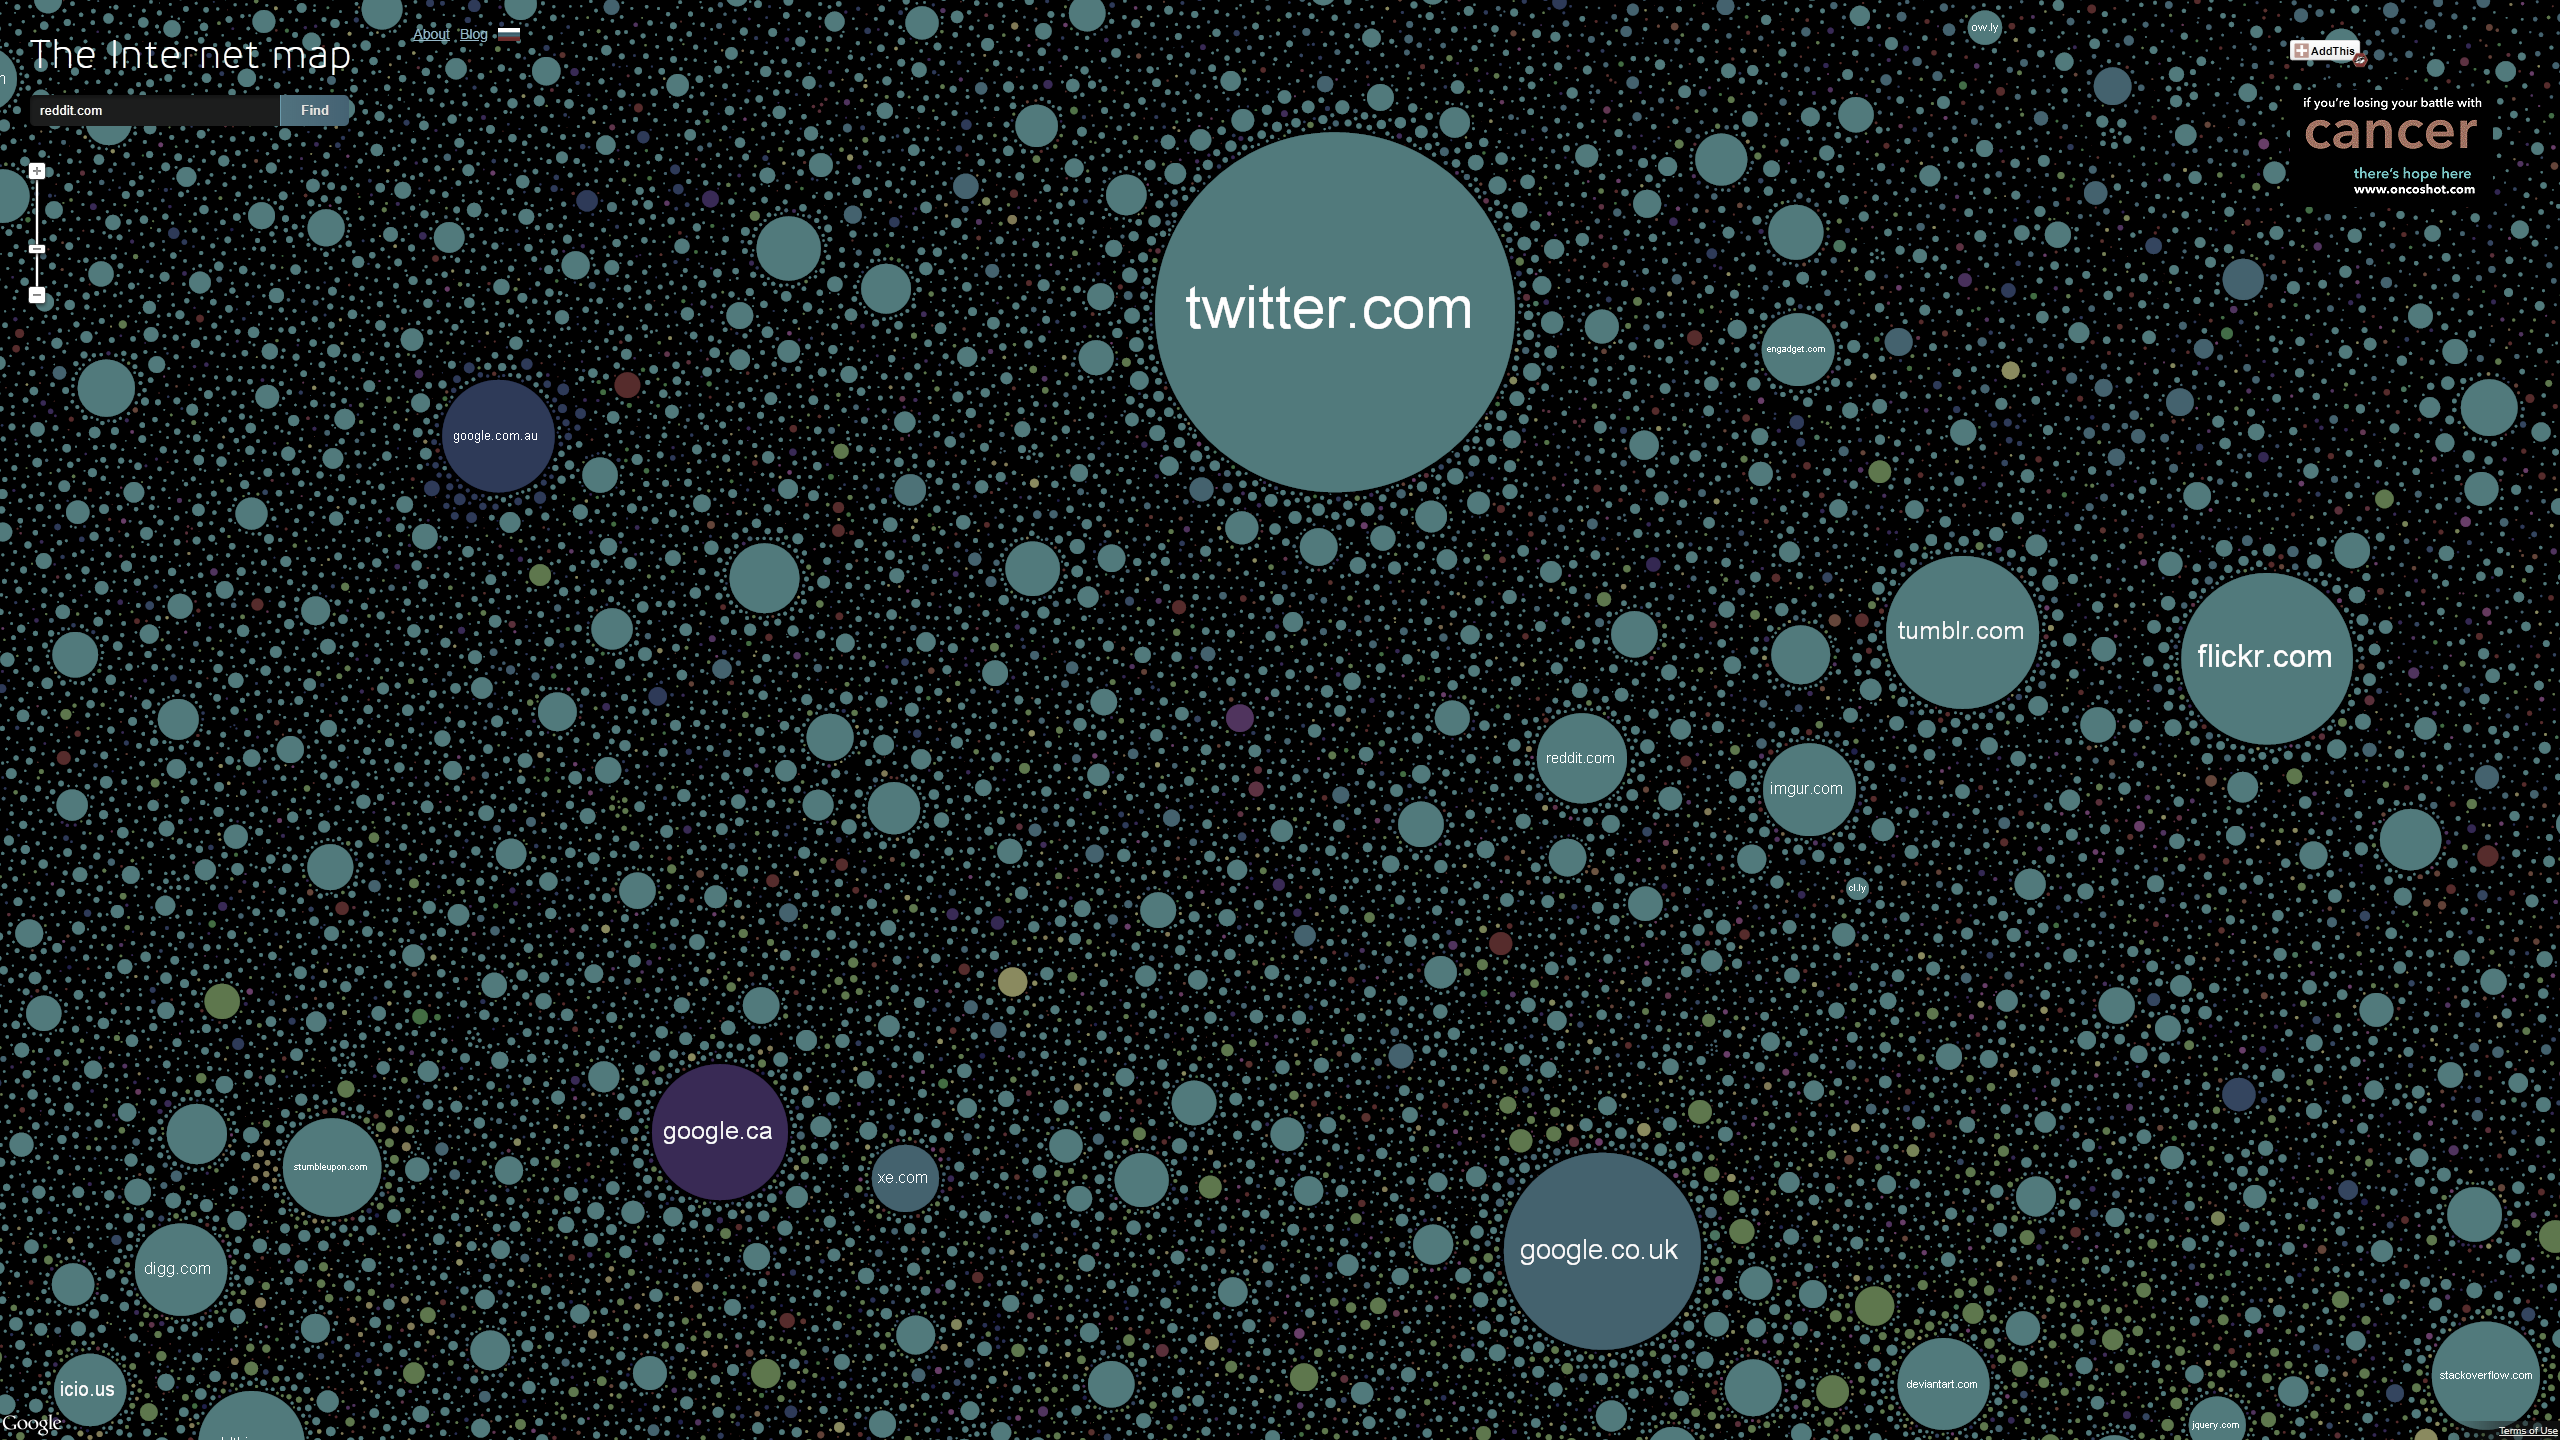 About Blog
ow.ly
The Internet map
AddThis
reddit.com Find
if you're losing your battle with
cancer
there's hope here
www.oncoshot.com
twitter.com
engadget.com
google.com.au
tumblr.com
flickr.com
reddit.com
imgur.com
cl.ly
google.ca
stumbleupon.com
xe.com
google.co.uk
digg.com
stackoverflow.com
deviantart.com
icio.us
Google
jquery.com
Terms of Use